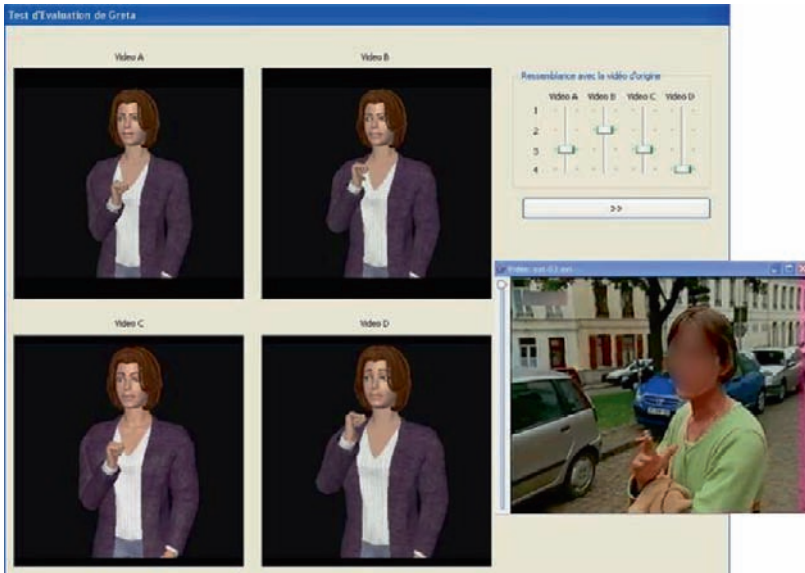 Test d'Evaluation de Greta
Video A
Video B
Ressemblance avec la vidéo d'origine
Video A Video B Video C Video D
1
2
3
4
>>
Video C
Video D